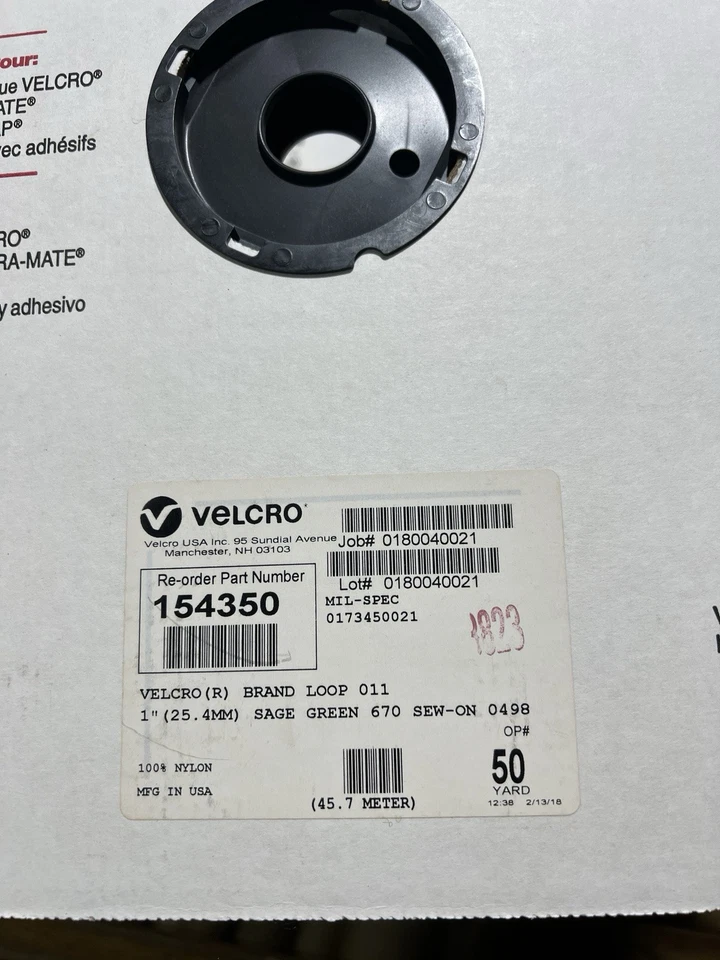 our:
ue VELCRO®
ATE®
P®
ec adhésifs
RO®
RA-MATE®
y adhesivo
VELCRO
Velcro USA Inc. 95 Sundial Avenue
Manchester, NH 03103
Job# 0180040021
Lot# 0180040021
Re-order Part Number
154350
MIL-SPEC
0173450021
1823
VELCRO(R) BRAND LOOP 011
1"(25.4MM) SAGE GREEN 670 SEW-ON 0498
OP#
100% NYLON
MFG IN USA
(45.7 METER)
50
YARD
12:38 2/13/18